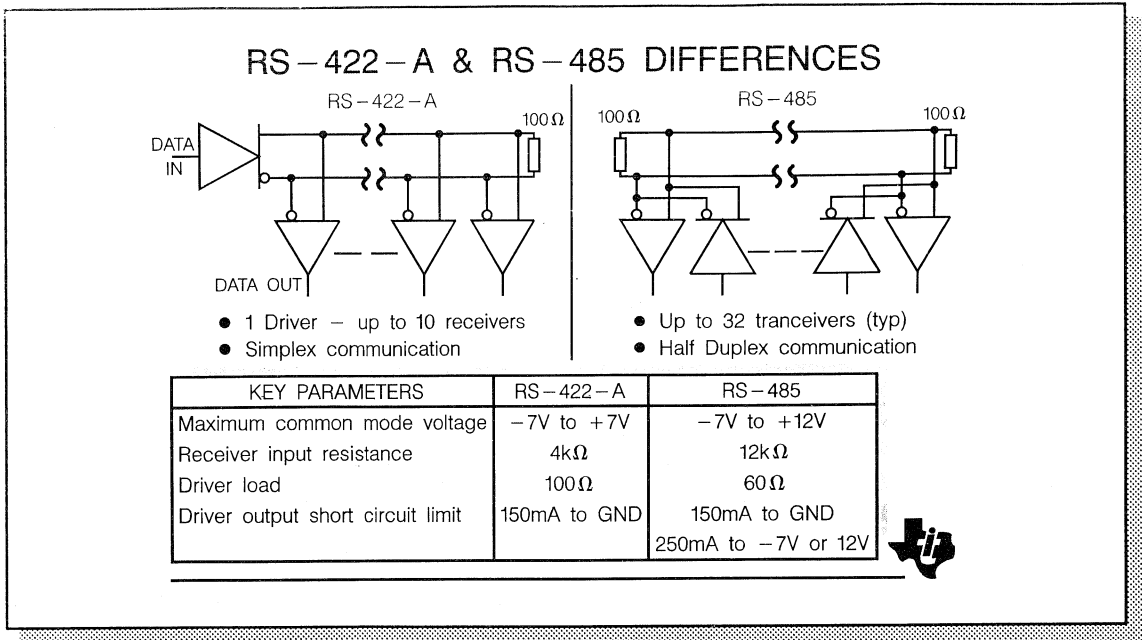 RS-422-A & RS-485 DIFFERENCES
RS-422-A
DATA
IN
100Ω
DATA OUT
● 1 Driver - up to 10 receivers
● Simplex communication
RS-485
100Ω
100Ω
● Up to 32 tranceivers (typ)
● Half Duplex communication
KEY PARAMETERS RS-422-A RS-485
Maximum common mode voltage -7V to +7V -7V to +12V
Receiver input resistance 4kΩ 12kΩ
Driver load 100Ω 60Ω
Driver output short circuit limit 150mA to GND 150mA to GND
250mA to -7V or 12V
ti